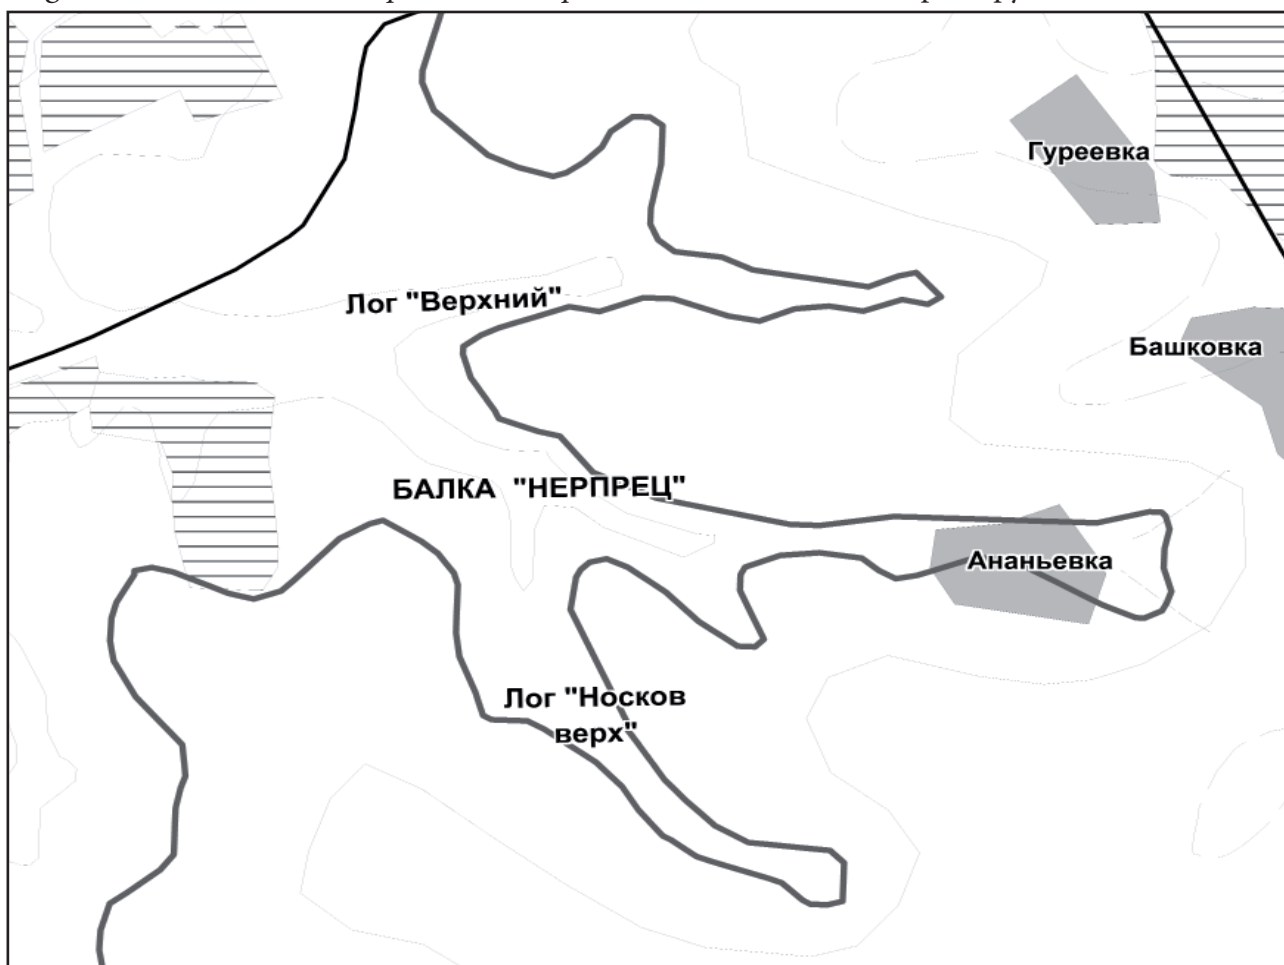 Гуреевка
Лог "Верхний"
Башковка
БАЛКА "НЕРПРЕЦ"
Ананьевка
Лог "Носков
верх"